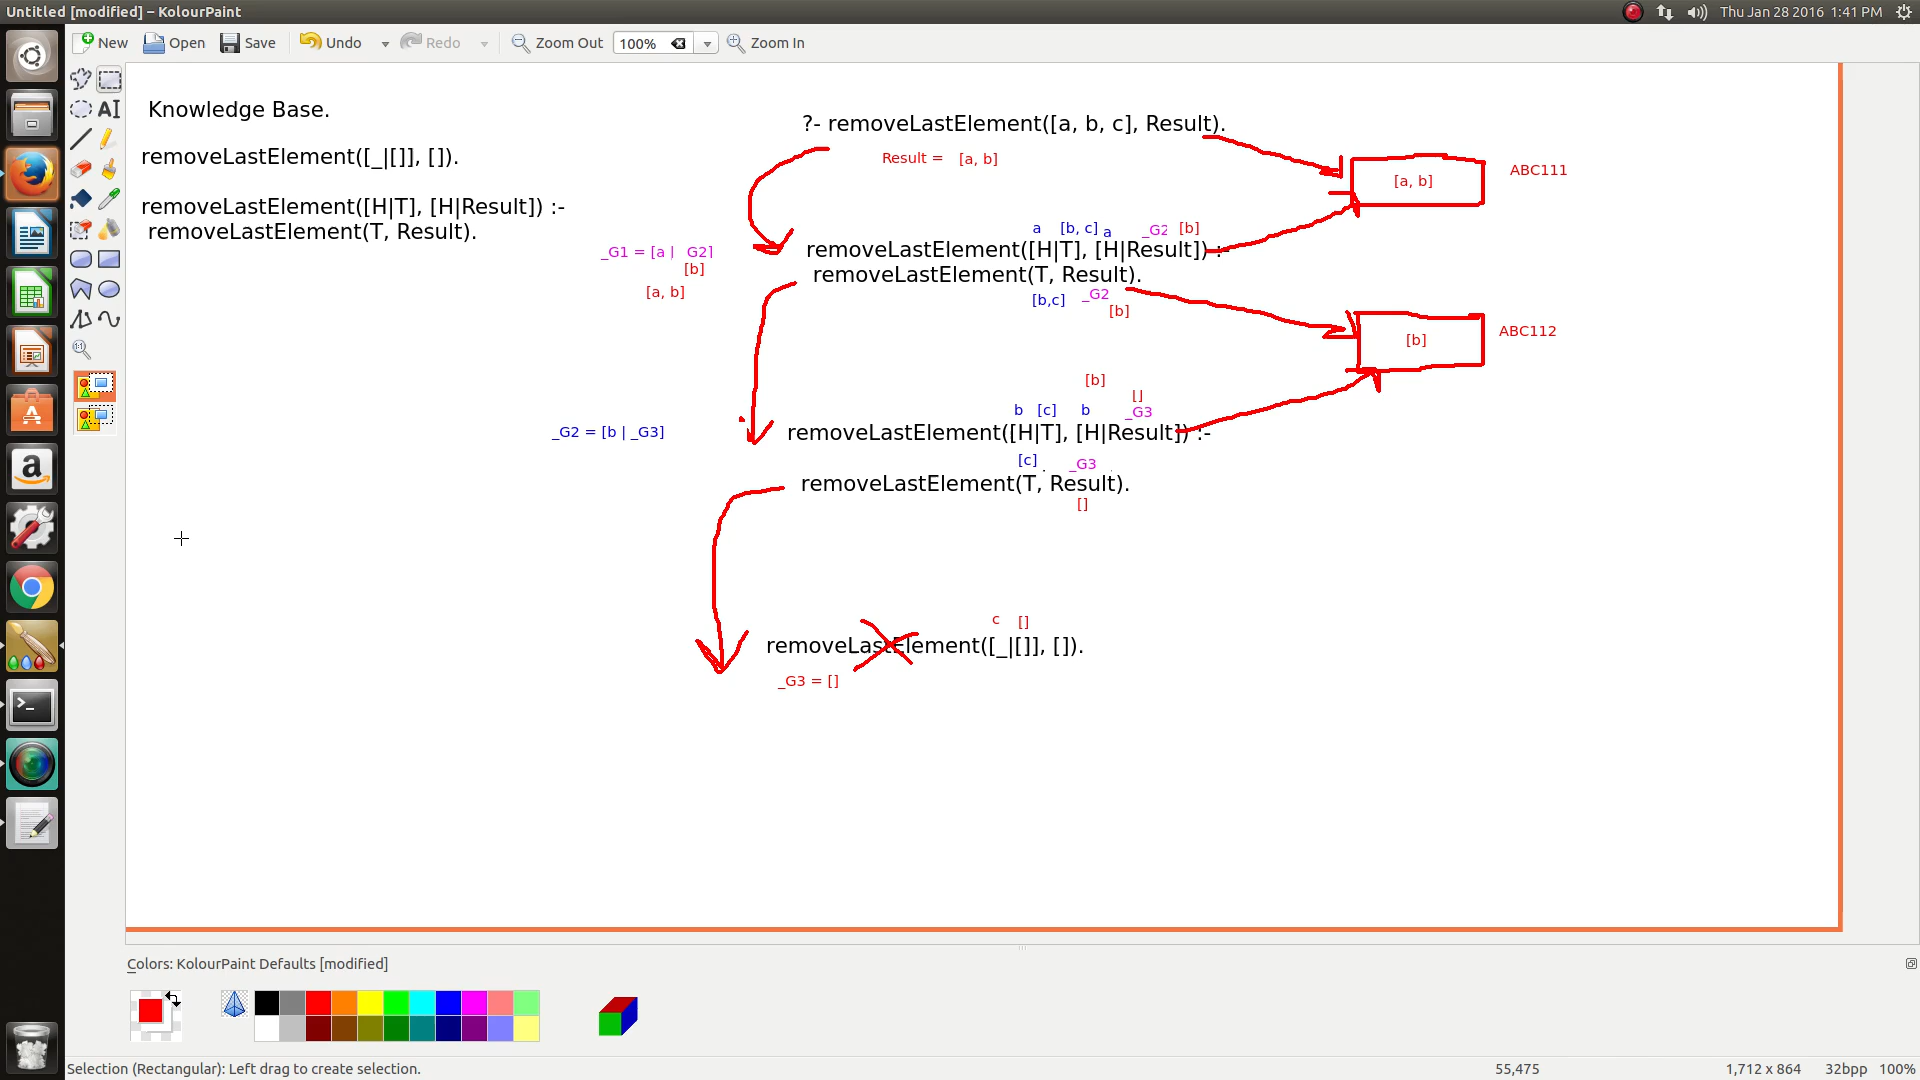 Untitled [modified] – KolourPaint
Thu Jan 28 2016 1:41 PM
New Open Save Undo Redo Zoom Out 100% Zoom In
Knowledge Base.
removeLastElement([_|[]], []).
removeLastElement([H|T], [H|Result]) :-
removeLastElement(T, Result).
?- removeLastElement([a, b, c], Result).
Result = [a, b]
[a, b]
ABC111
a [b, c] a _G2 [b]
_G1 = [a | _G2]
removeLastElement([H|T], [H|Result]) :-
[b]
removeLastElement(T, Result).
[a, b]
[b,c] _G2
[b]
[b]
ABC112
[b]
[]
b [c] b _G3
_G2 = [b | _G3]
removeLastElement([H|T], [H|Result]) :-
[c] _G3
removeLastElement(T, Result).
[]
c []
removeLastElement([_|[]], []).
_G3 = []
Colors: KolourPaint Defaults [modified]
Selection (Rectangular): Left drag to create selection.
55,475
1,712 x 864
32bpp
100%